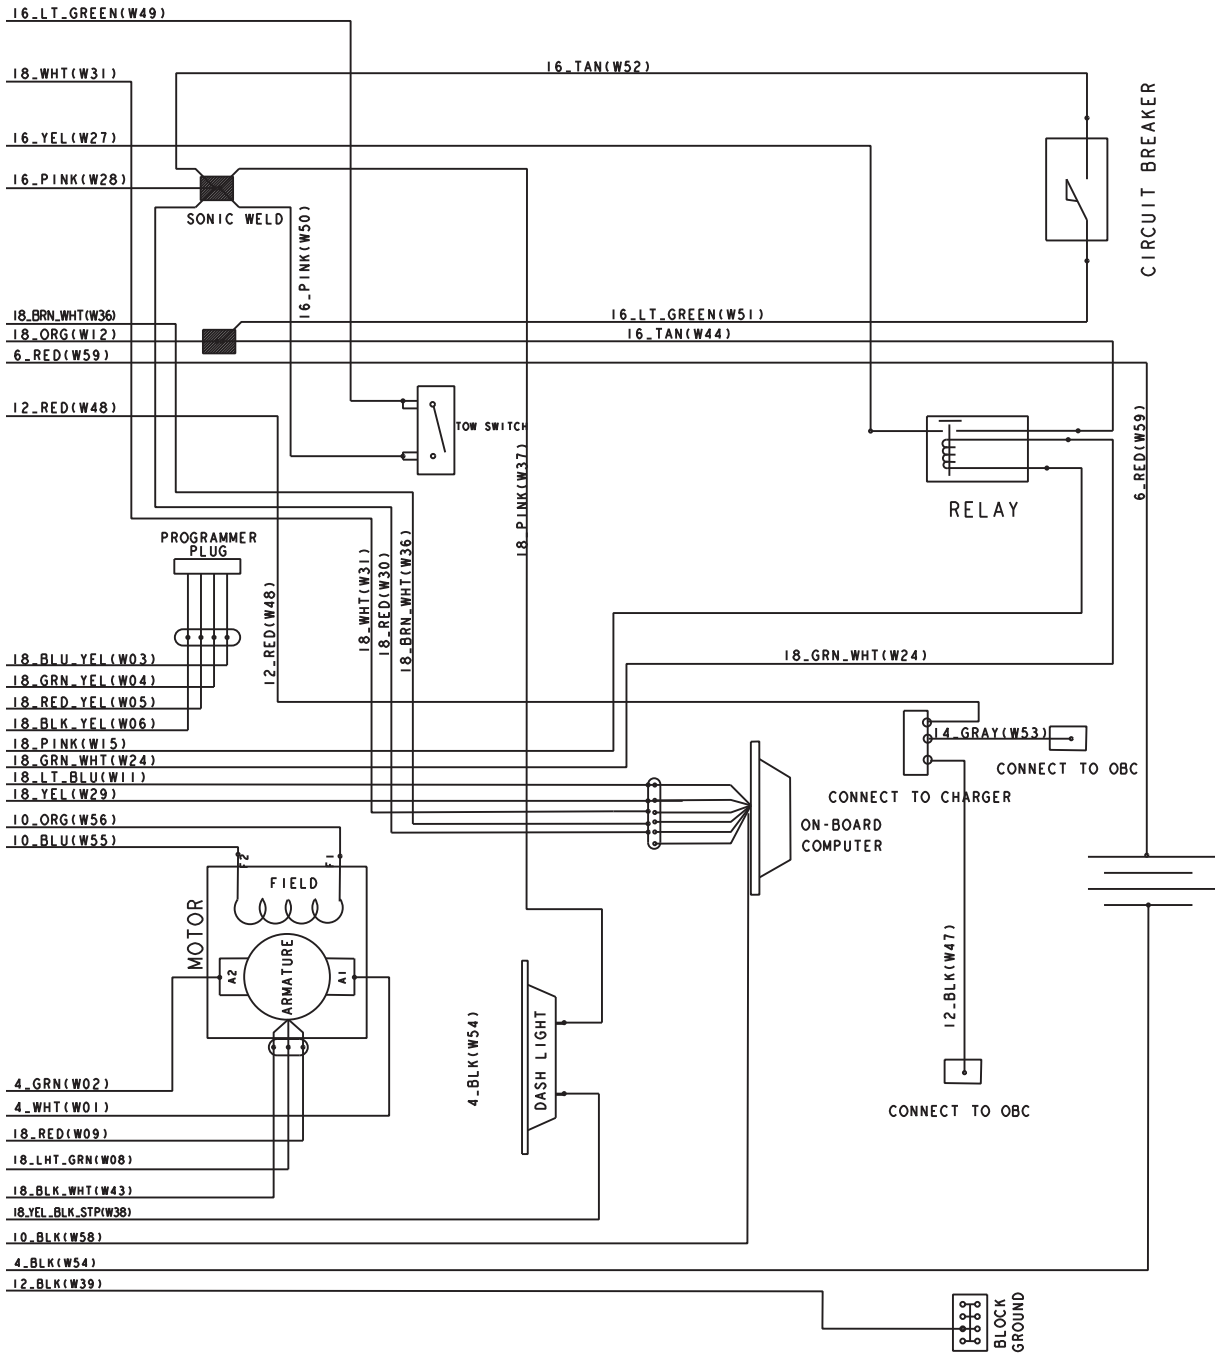 16_LT_GREEN(W49)
18_WHT(W31)
16_TAN(W52)
CIRCUIT BREAKER
16_YEL(W27)
16_PINK(W28)
SONIC WELD
16_PINK(W50)
18_BRN_WHT(W36)
16_LT_GREEN(W51)
18_ORG(W12)
16_TAN(W44)
6_RED(W59)
12_RED(W48)
TOW SWITCH
6_RED(W59)
18_PINK(W37)
RELAY
PROGRAMMER
PLUG
12_RED(W48)
18_WHT(W31)
18_RED(W30)
18_BRN_WHT(W36)
18_BLU_YEL(W03)
18_GRN_WHT(W24)
18_GRN_YEL(W04)
18_RED_YEL(W05)
18_BLK_YEL(W06)
14_GRAY(W53)
18_PINK(W15)
18_GRN_WHT(W24)
CONNECT TO OBC
18_LT_BLU(W11)
18_YEL(W29)
CONNECT TO CHARGER
10_ORG(W56)
ON-BOARD
COMPUTER
10_BLU(W55)
F2
F1
FIELD
MOTOR
ARMATURE
A2
A1
12_BLK(W47)
4_BLK(W54)
DASH LIGHT
4_GRN(W02)
4_WHT(W01)
CONNECT TO OBC
18_RED(W09)
18_LHT_GRN(W08)
18_BLK_WHT(W43)
18_YEL_BLK_STP(W38)
10_BLK(W58)
4_BLK(W54)
12_BLK(W39)
BLOCK
GROUND